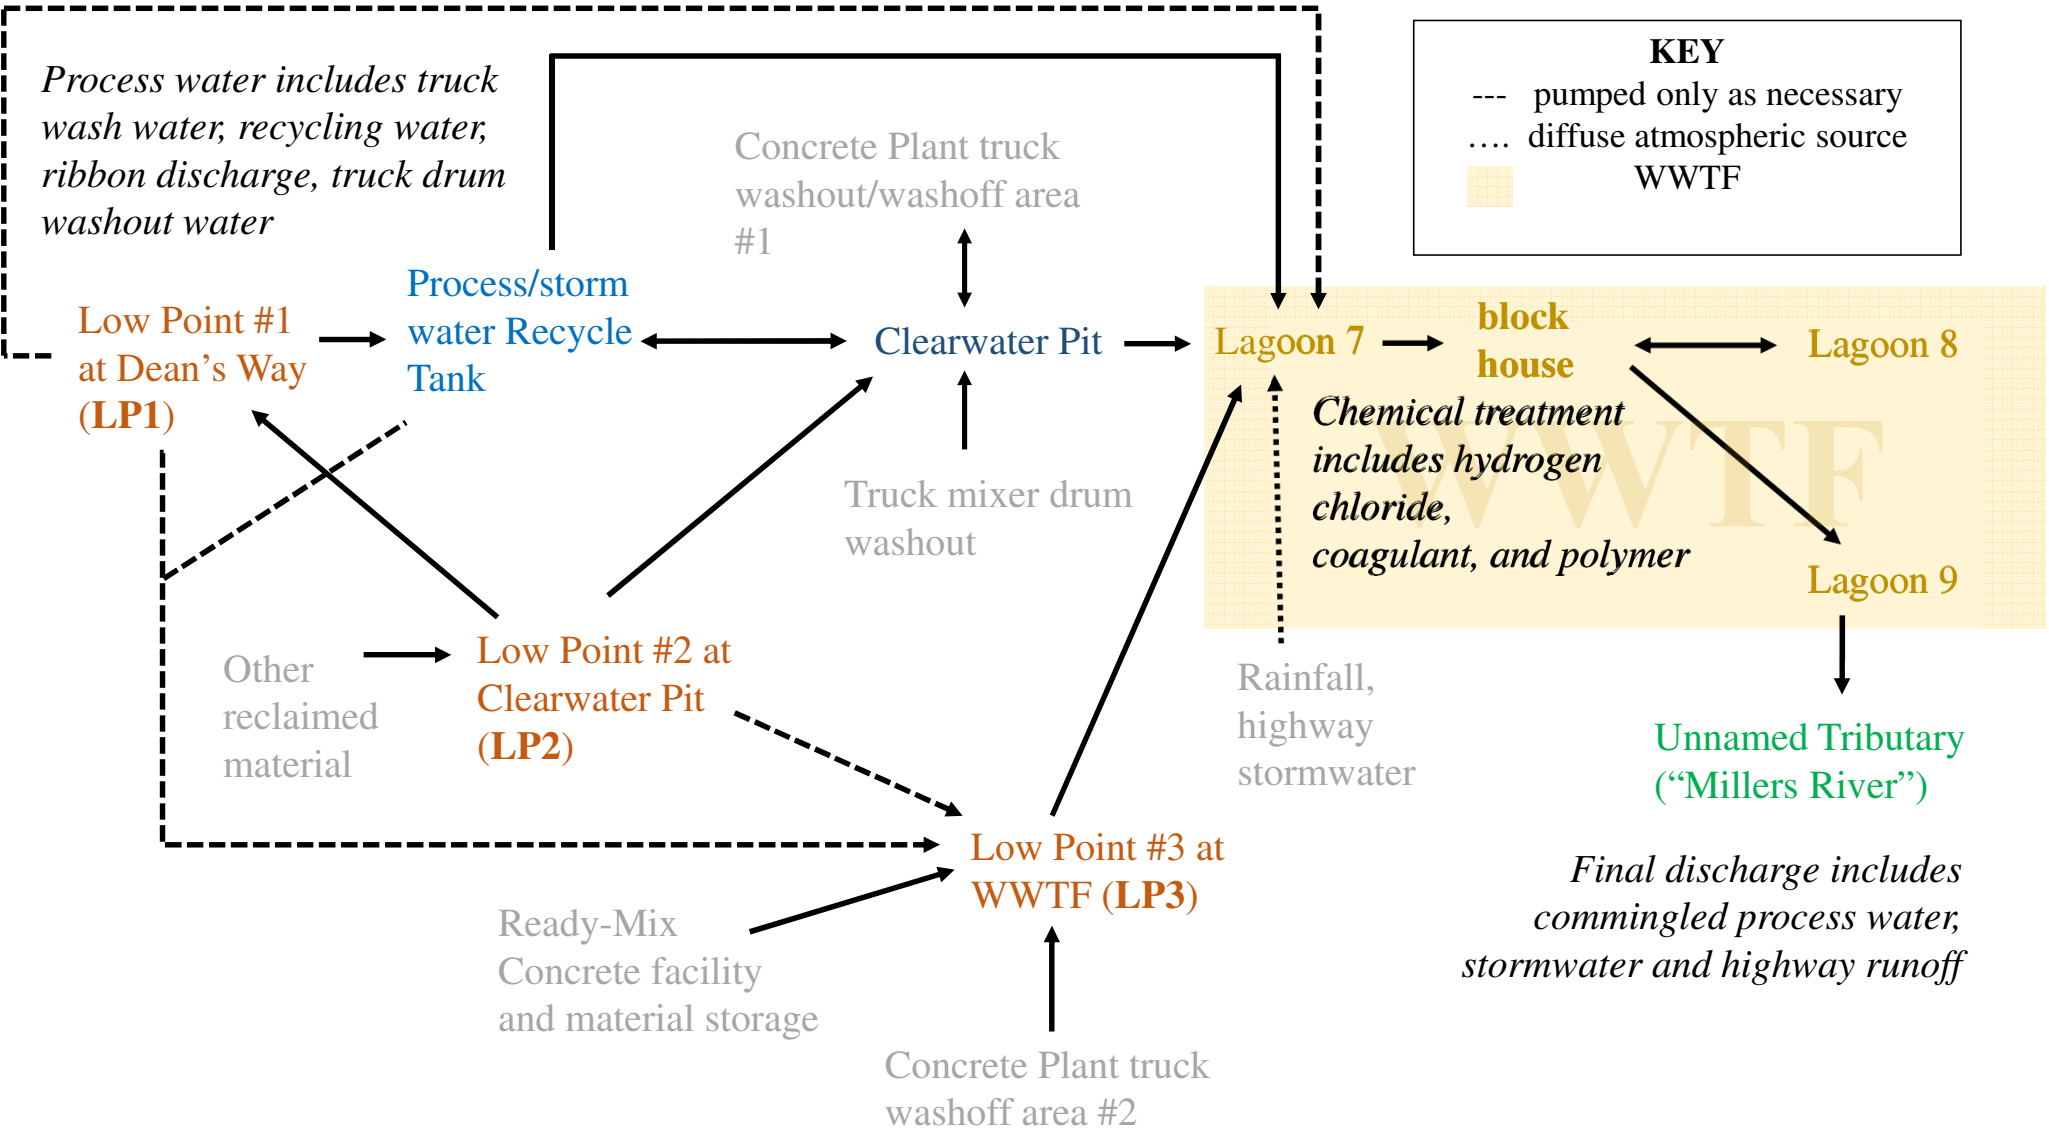 Process water includes truck
wash water, recycling water,
ribbon discharge, truck drum
washout water
KEY
--- pumped only as necessary
…. diffuse atmospheric source
WWTF
Concrete Plant truck
washout/washoff area
#1
Low Point #1
at Dean’s Way
(LP1)
Process/storm
water Recycle
Tank
Clearwater Pit
Lagoon 7
block
house
Lagoon 8
Chemical treatment
includes hydrogen
chloride,
coagulant, and polymer
WWTF
Lagoon 9
Truck mixer drum
washout
Other
reclaimed
material
Low Point #2 at
Clearwater Pit
(LP2)
Rainfall,
highway
stormwater
Unnamed Tributary
(“Millers River”)
Low Point #3 at
WWTF (LP3)
Final discharge includes
commingled process water,
stormwater and highway runoff
Ready-Mix
Concrete facility
and material storage
Concrete Plant truck
washoff area #2